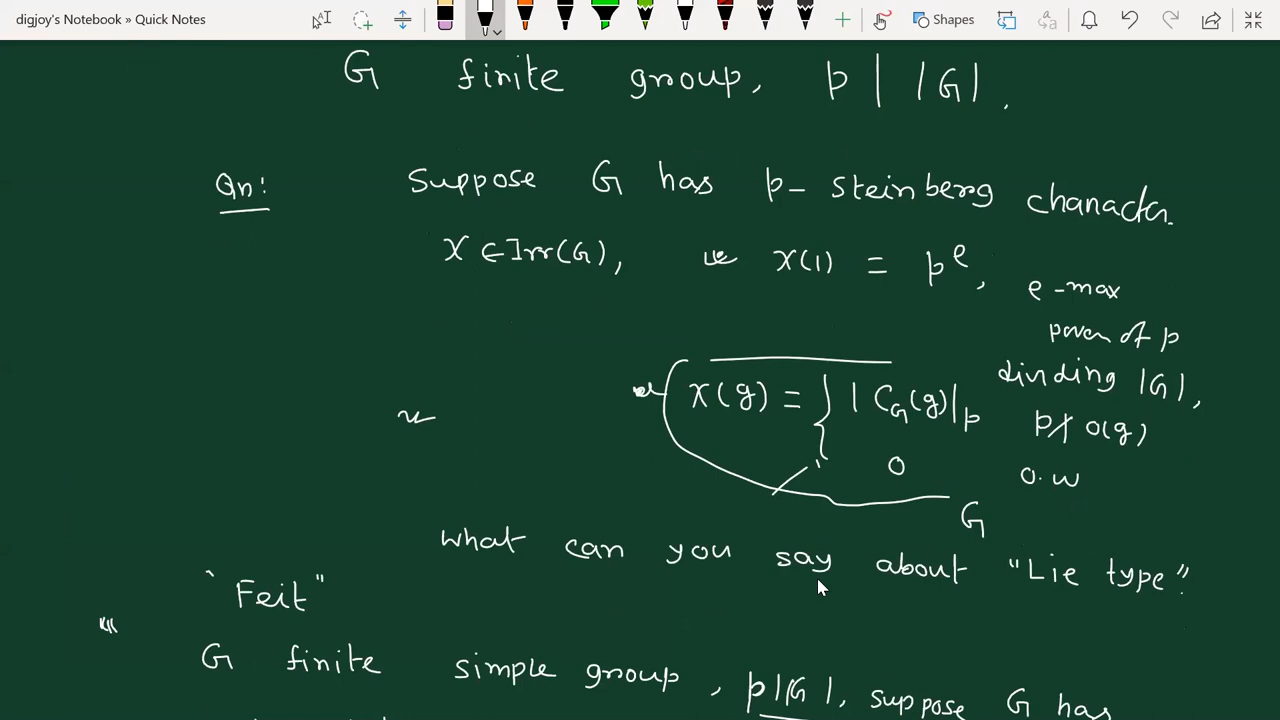 digjoy's Notebook » Quick Notes
Shapes
G finite group, p | |G|.
Qn: Suppose G has p- steinberg character.
χ ∈ Irr(G), χ(1) = p^e, e-max
power of p
dividing |G|,
χ(g) = { |C_G(g)|_p p∤ o(g)
0 o.w
G
what can you say about "Lie type"
"Feit"
G finite simple group, p||G|, suppose G has